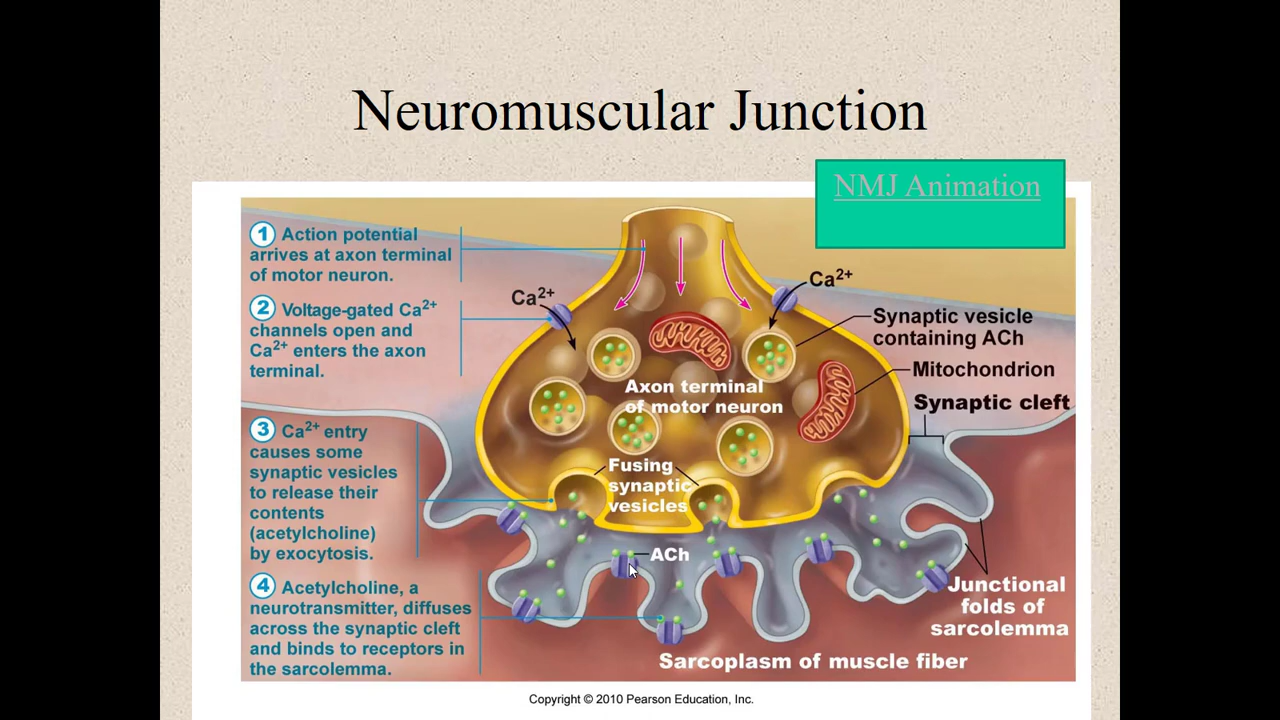 Neuromuscular Junction
NMJ Animation
1 Action potential
arrives at axon terminal
of motor neuron.
2 Voltage-gated Ca²⁺
channels open and
Ca²⁺ enters the axon
terminal.
3 Ca²⁺ entry
causes some
synaptic vesicles
to release their
contents
(acetylcholine)
by exocytosis.
4 Acetylcholine, a
neurotransmitter, diffuses
across the synaptic cleft
and binds to receptors in
the sarcolemma.
Ca²⁺
Ca²⁺
Synaptic vesicle
containing ACh
Mitochondrion
Synaptic cleft
Axon terminal
of motor neuron
Fusing
synaptic
vesicles
ACh
Junctional
folds of
sarcolemma
Sarcoplasm of muscle fiber
Copyright © 2010 Pearson Education, Inc.